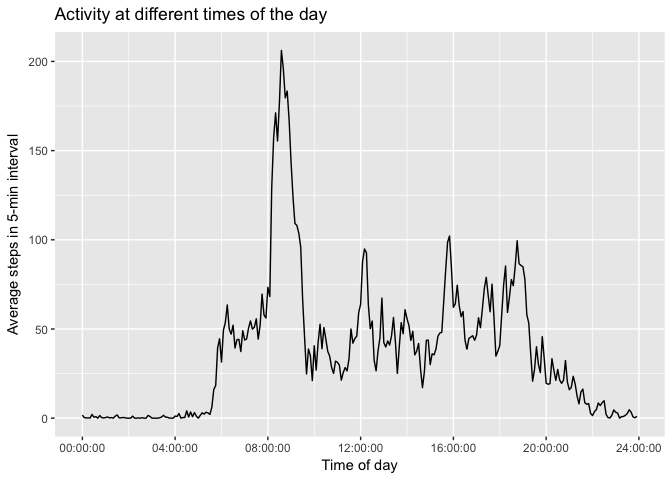 Activity at different times of the day
Average steps in 5-min interval
200
150
100
50
0
00:00:00 04:00:00 08:00:00 12:00:00 16:00:00 20:00:00 24:00:00
Time of day